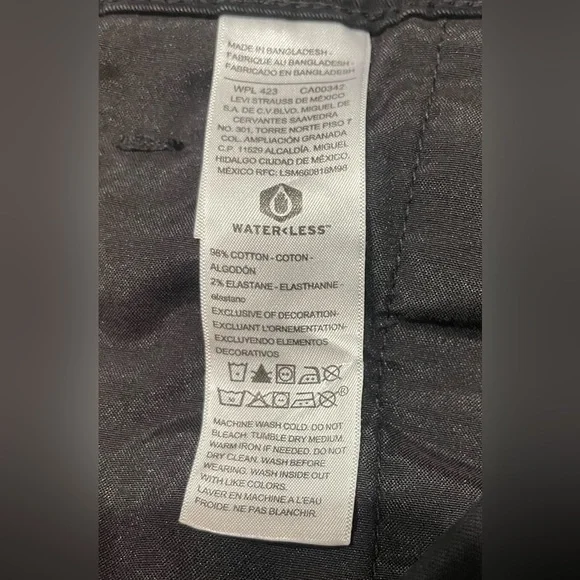 MADE IN BANGLADESH -
FABRIQUE AU BANGLADESH -
FABRICADO EN BANGLADESH
WPL 423 CA00342
LEVI STRAUSS DE MÉXICO
S.A. DE C.V.BLVD. MIGUEL DE
CERVANTES SAAVEDRA
NO. 301, TORRE NORTE PISO 7
COL. AMPLIACIÓN GRANADA
C.P. 11529 ALCALDÍA. MIGUEL
HIDALGO CIUDAD DE MÉXICO.
MÉXICO RFC: LSM860818M98
WATER<LESS™
98% COTTON - COTON -
ALGODÓN
2% ELASTANE - ELASTHANNE -
elastano
EXCLUSIVE OF DECORATION-
EXCLUANT L'ORNEMENTATION-
EXCLUYENDO ELEMENTOS
DECORATIVOS
®
MACHINE WASH COLD. DO NOT
BLEACH. TUMBLE DRY MEDIUM.
WARM IRON IF NEEDED. DO NOT
DRY CLEAN. WASH BEFORE
WEARING. WASH INSIDE OUT
WITH LIKE COLORS.
LAVER EN MACHINE A L'EAU
FROIDE. NE PAS BLANCHIR.